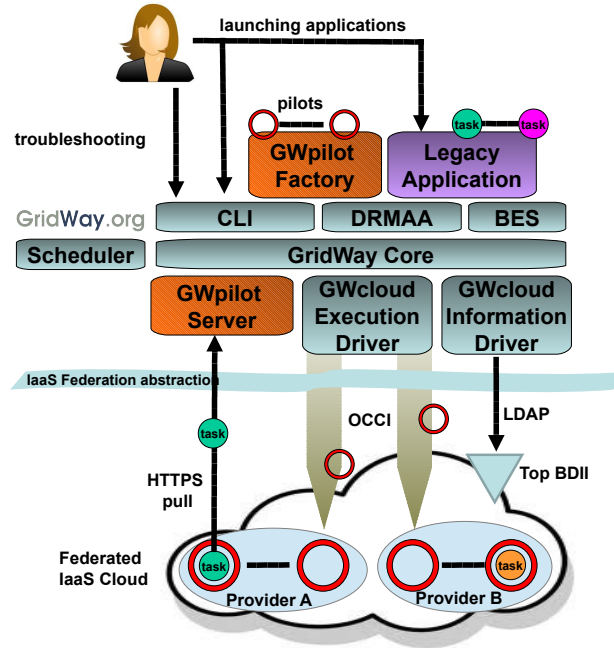 launching applications
pilots
task
task
troubleshooting
GWpilot
Factory
Legacy
Application
GridWay.org
CLI
DRMAA
BES
Scheduler
GridWay Core
GWpilot
Server
GWcloud
Execution
Driver
GWcloud
Information
Driver
IaaS Federation abstraction
task
OCCI
LDAP
HTTPS
pull
Top BDII
Federated
IaaS Cloud
task
task
Provider A
Provider B